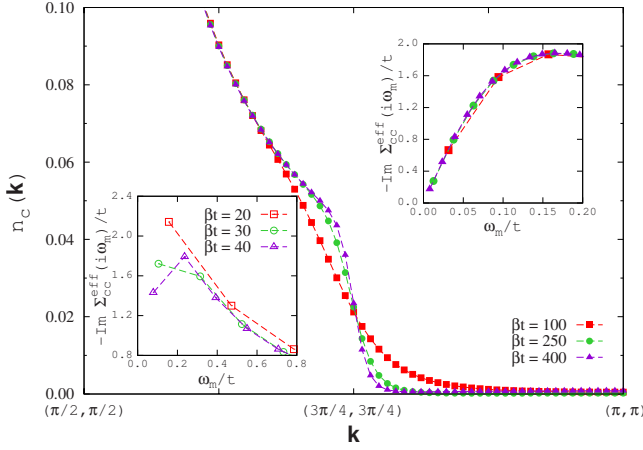 0.10
0.08
0.06
0.04
0.02
0.00
n_c(k)
(π/2,π/2)
(3π/4,3π/4)
(π,π)
k
βt = 100
βt = 250
βt = 400
2.0
1.6
1.2
0.8
0.4
0.0
-Im Σ_cc^eff(iω_m)/t
0.00 0.05 0.10 0.15 0.20
ω_m/t
2.4
2.0
1.6
1.2
0.8
-Im Σ_cc^eff(iω_m)/t
βt = 20
βt = 30
βt = 40
0.0 0.2 0.4 0.6 0.8
ω_m/t